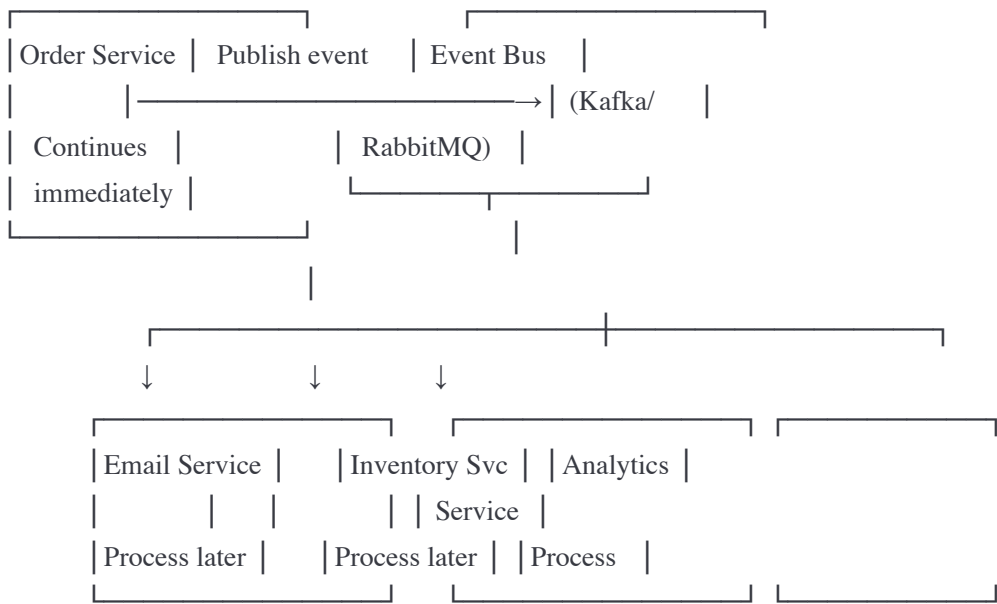 Order Service Publish event Event Bus
(Kafka/
Continues RabbitMQ)
immediately
Email Service Inventory Svc Analytics
Service
Process later Process later Process